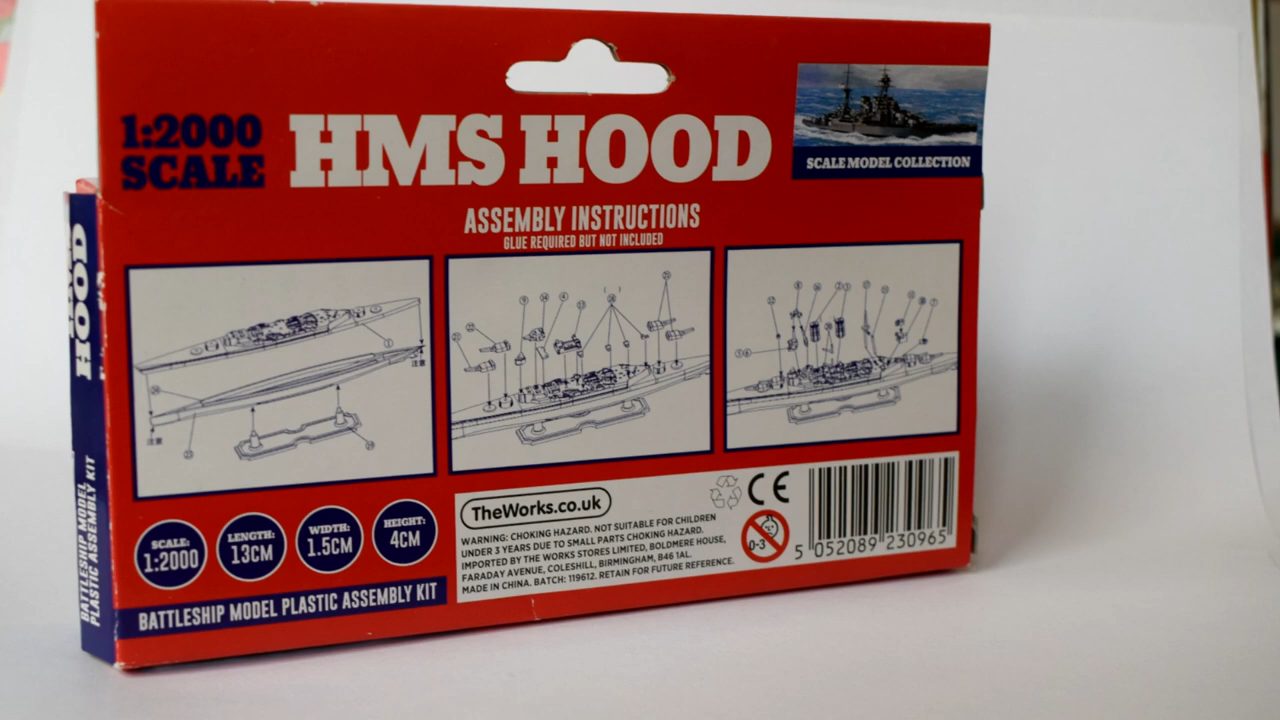 1:2000
SCALE
HMS HOOD
SCALE MODEL COLLECTION
ASSEMBLY INSTRUCTIONS
GLUE REQUIRED BUT NOT INCLUDED
注意
注意
SCALE:
1:2000
LENGTH:
13CM
WIDTH:
1.5CM
HEIGHT:
4CM
BATTLESHIP MODEL PLASTIC ASSEMBLY KIT
TheWorks.co.uk
WARNING: CHOKING HAZARD. NOT SUITABLE FOR CHILDREN
UNDER 3 YEARS DUE TO SMALL PARTS CHOKING HAZARD.
IMPORTED BY THE WORKS STORES LIMITED, BOLDMERE HOUSE,
FARADAY AVENUE, COLESHILL, BIRMINGHAM, B46 1AL.
MADE IN CHINA. BATCH: 119612. RETAIN FOR FUTURE REFERENCE.
CE
0-3
5 052089 230965
HOOD
BATTLESHIP MODEL
PLASTIC ASSEMBLY KIT